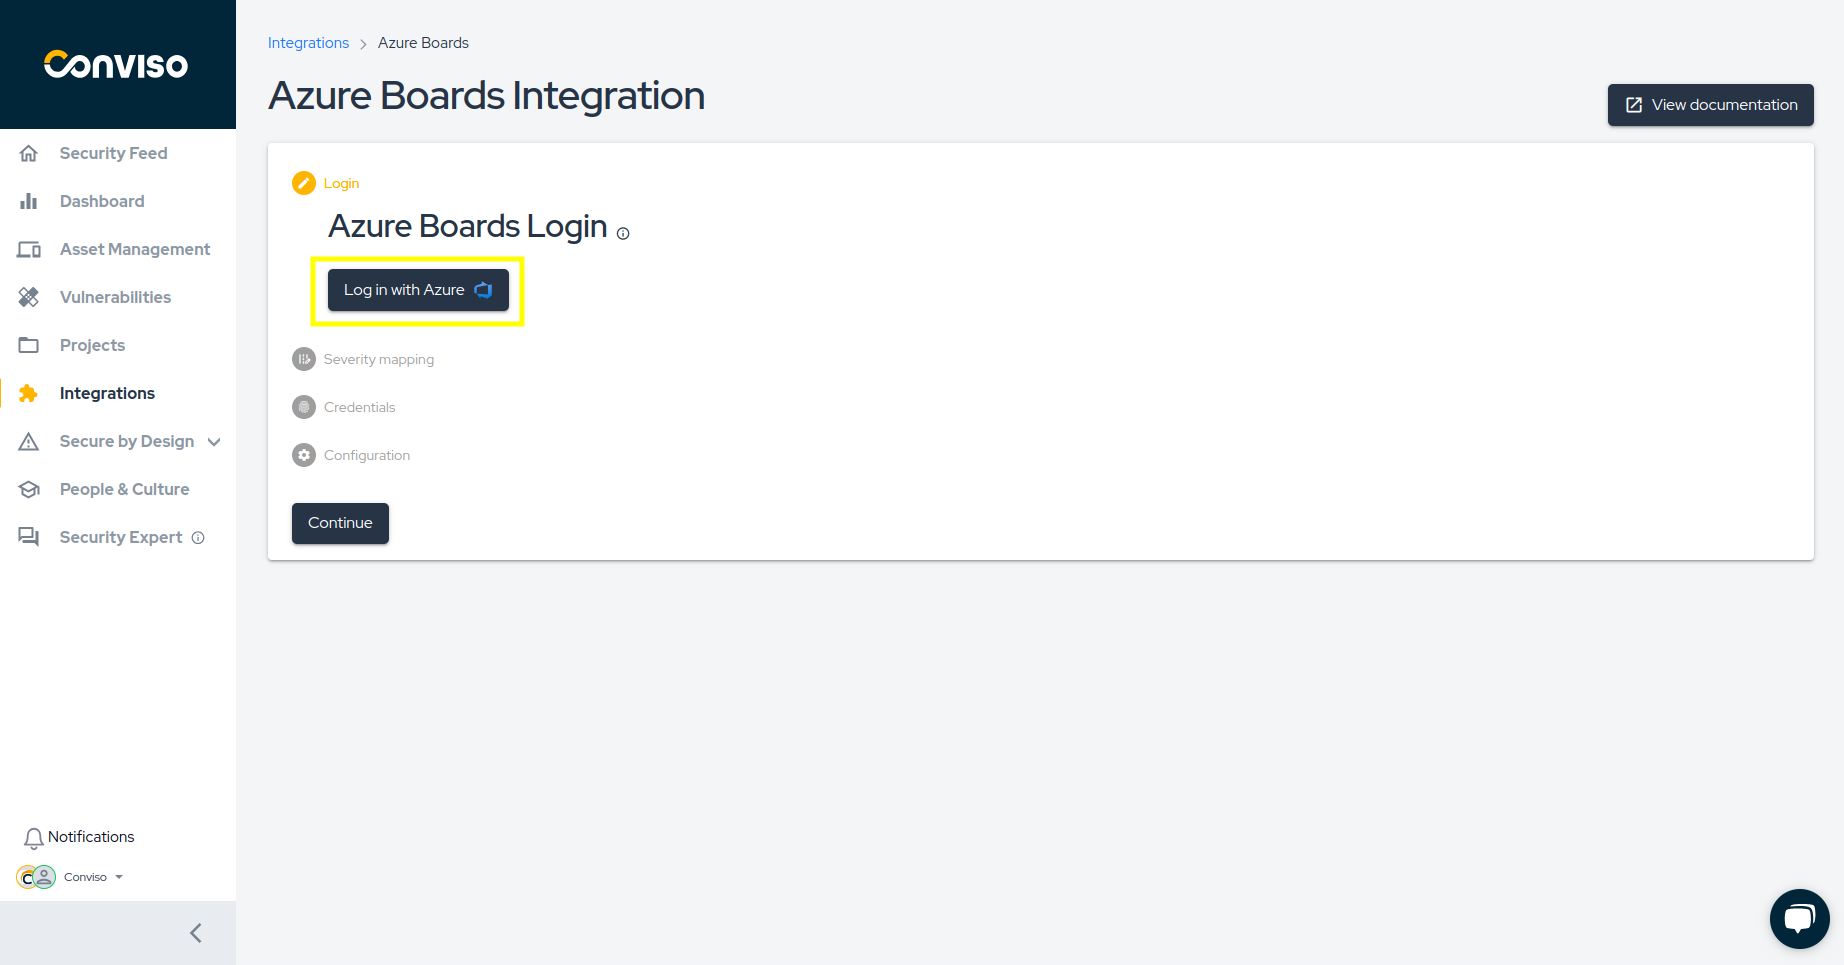 Conviso
Security Feed
Dashboard
Asset Management
Vulnerabilities
Projects
Integrations
Secure by Design
People & Culture
Security Expert
Notifications
Conviso
Integrations > Azure Boards
Azure Boards Integration
View documentation
Login
Azure Boards Login
Log in with Azure
Severity mapping
Credentials
Configuration
Continue